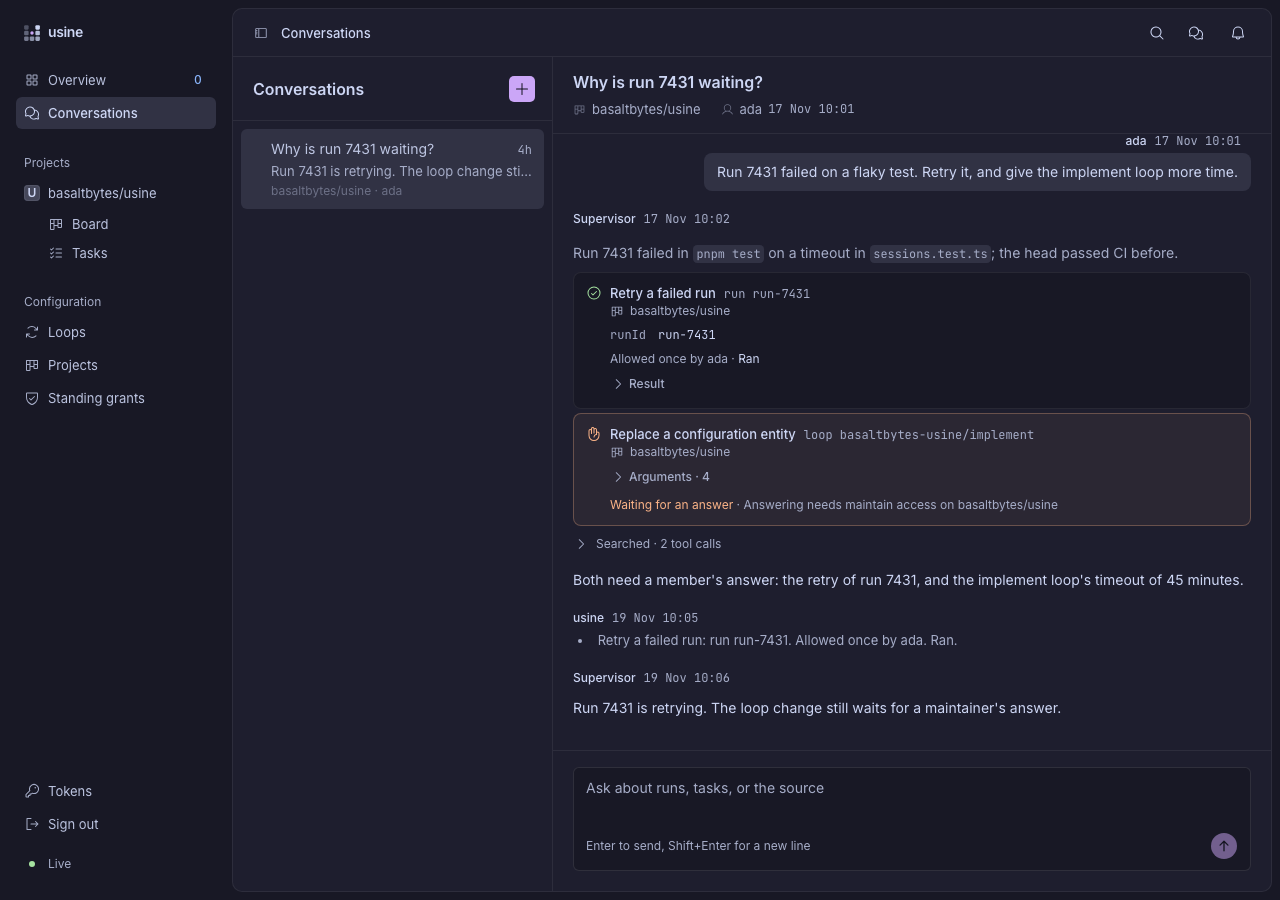 usine
Overview 0
Conversations
Projects
U basaltbytes/usine
Board
Tasks
Configuration
Loops
Projects
Standing grants
Tokens
Sign out
Live
Conversations
Conversations
Why is run 7431 waiting? 4h
Run 7431 is retrying. The loop change sti...
basaltbytes/usine · ada
Why is run 7431 waiting?
basaltbytes/usine ada 17 Nov 10:01
ada 17 Nov 10:01
Run 7431 failed on a flaky test. Retry it, and give the implement loop more time.
Supervisor 17 Nov 10:02
Run 7431 failed in pnpm test on a timeout in sessions.test.ts; the head passed CI before.
Retry a failed run run run-7431
basaltbytes/usine
runId run-7431
Allowed once by ada · Ran
Result
Replace a configuration entity loop basaltbytes-usine/implement
basaltbytes/usine
Arguments · 4
Waiting for an answer · Answering needs maintain access on basaltbytes/usine
Searched · 2 tool calls
Both need a member's answer: the retry of run 7431, and the implement loop's timeout of 45 minutes.
usine 19 Nov 10:05
• Retry a failed run: run run-7431. Allowed once by ada. Ran.
Supervisor 19 Nov 10:06
Run 7431 is retrying. The loop change still waits for a maintainer's answer.
Ask about runs, tasks, or the source
Enter to send, Shift+Enter for a new line